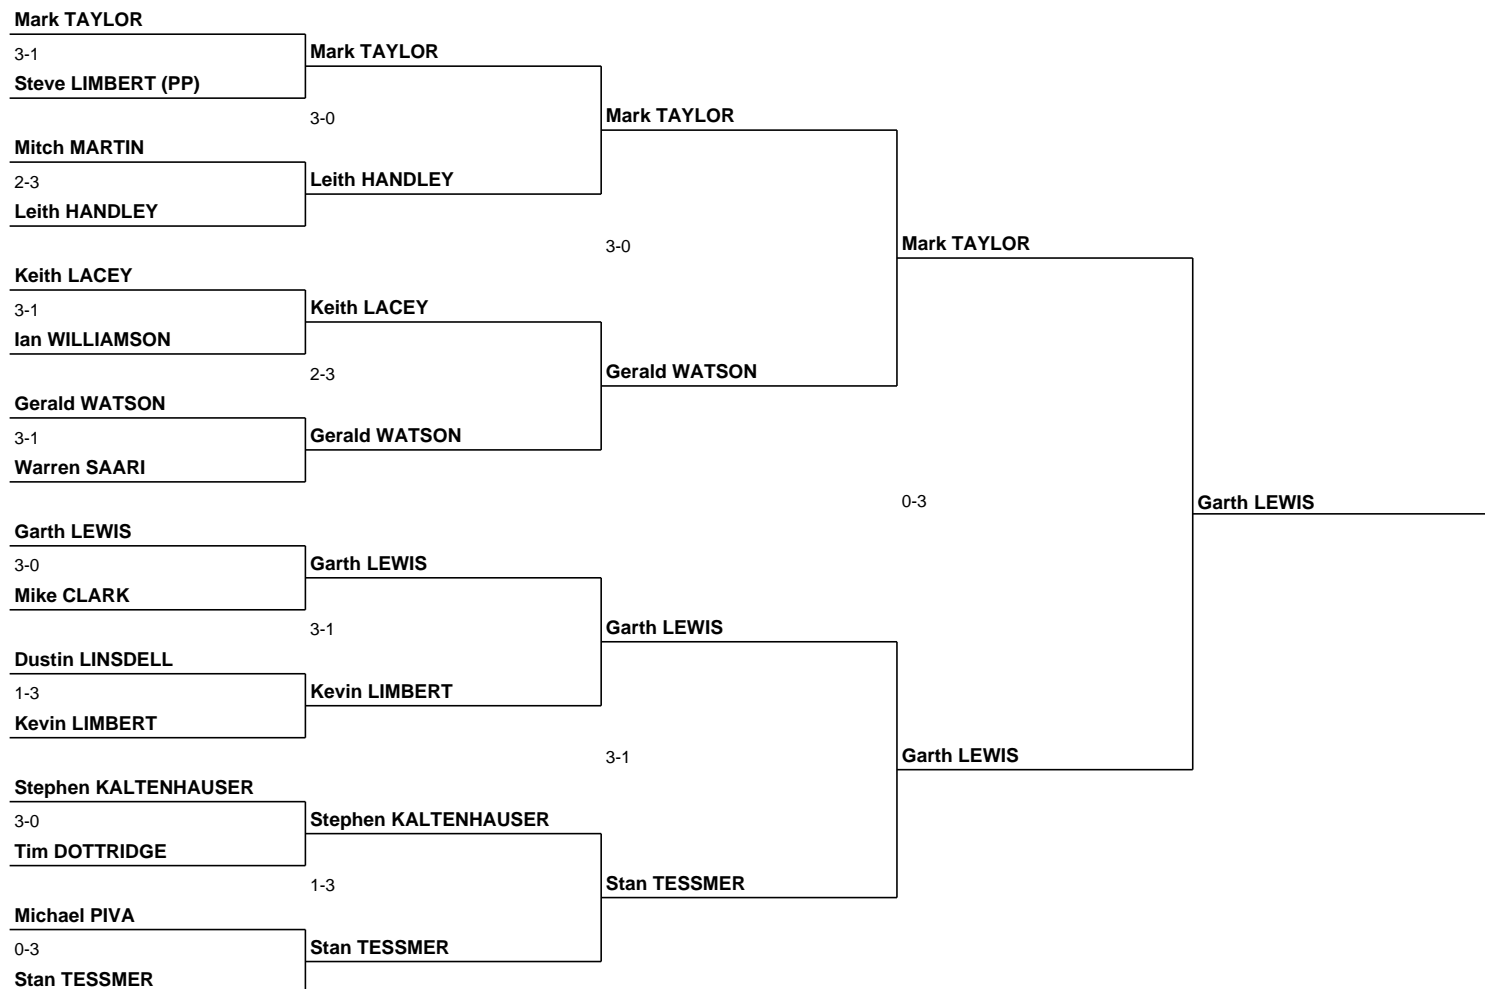 Mark TAYLOR
3-1
Steve LIMBERT (PP)
Mitch MARTIN
2-3
Leith HANDLEY
Keith LACEY
3-1
Ian WILLIAMSON
Gerald WATSON
3-1
Warren SAARI
Garth LEWIS
3-0
Mike CLARK
Dustin LINSDELL
1-3
Kevin LIMBERT
Stephen KALTENHAUSER
3-0
Tim DOTTRIDGE
Michael PIVA
0-3
Stan TESSMER
Mark TAYLOR
3-0
Leith HANDLEY
Keith LACEY
2-3
Gerald WATSON
Garth LEWIS
3-1
Kevin LIMBERT
Stephen KALTENHAUSER
1-3
Stan TESSMER
Mark TAYLOR
3-0
Gerald WATSON
Garth LEWIS
3-1
Stan TESSMER
Mark TAYLOR
0-3
Garth LEWIS
Garth LEWIS